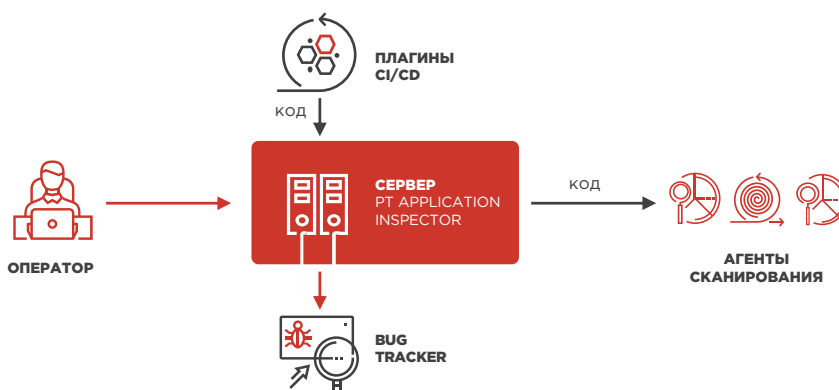 ПЛАГИНЫ
CI/CD
КОД
СЕРВЕР
PT APPLICATION
INSPECTOR
КОД
ОПЕРАТОР
АГЕНТЫ
СКАНИРОВАНИЯ
BUG
TRACKER